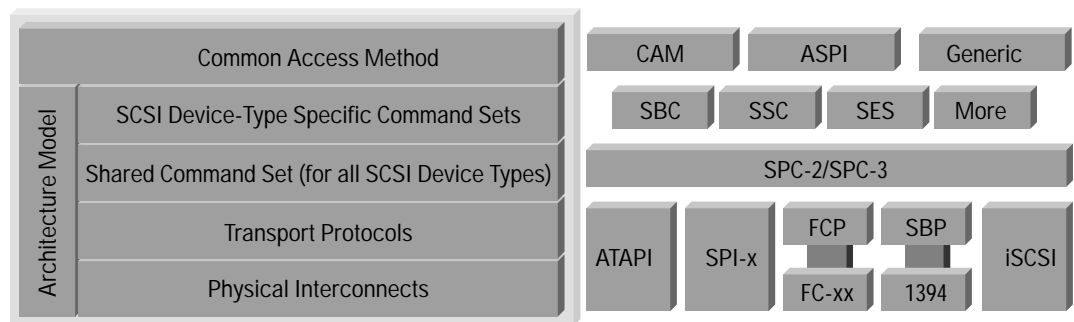 Common Access Method
Architecture Model
SCSI Device-Type Specific Command Sets
Shared Command Set (for all SCSI Device Types)
Transport Protocols
Physical Interconnects
CAM
ASPI
Generic
SBC
SSC
SES
More
SPC-2/SPC-3
ATAPI
SPI-x
FCP
FC-xx
SBP
1394
iSCSI